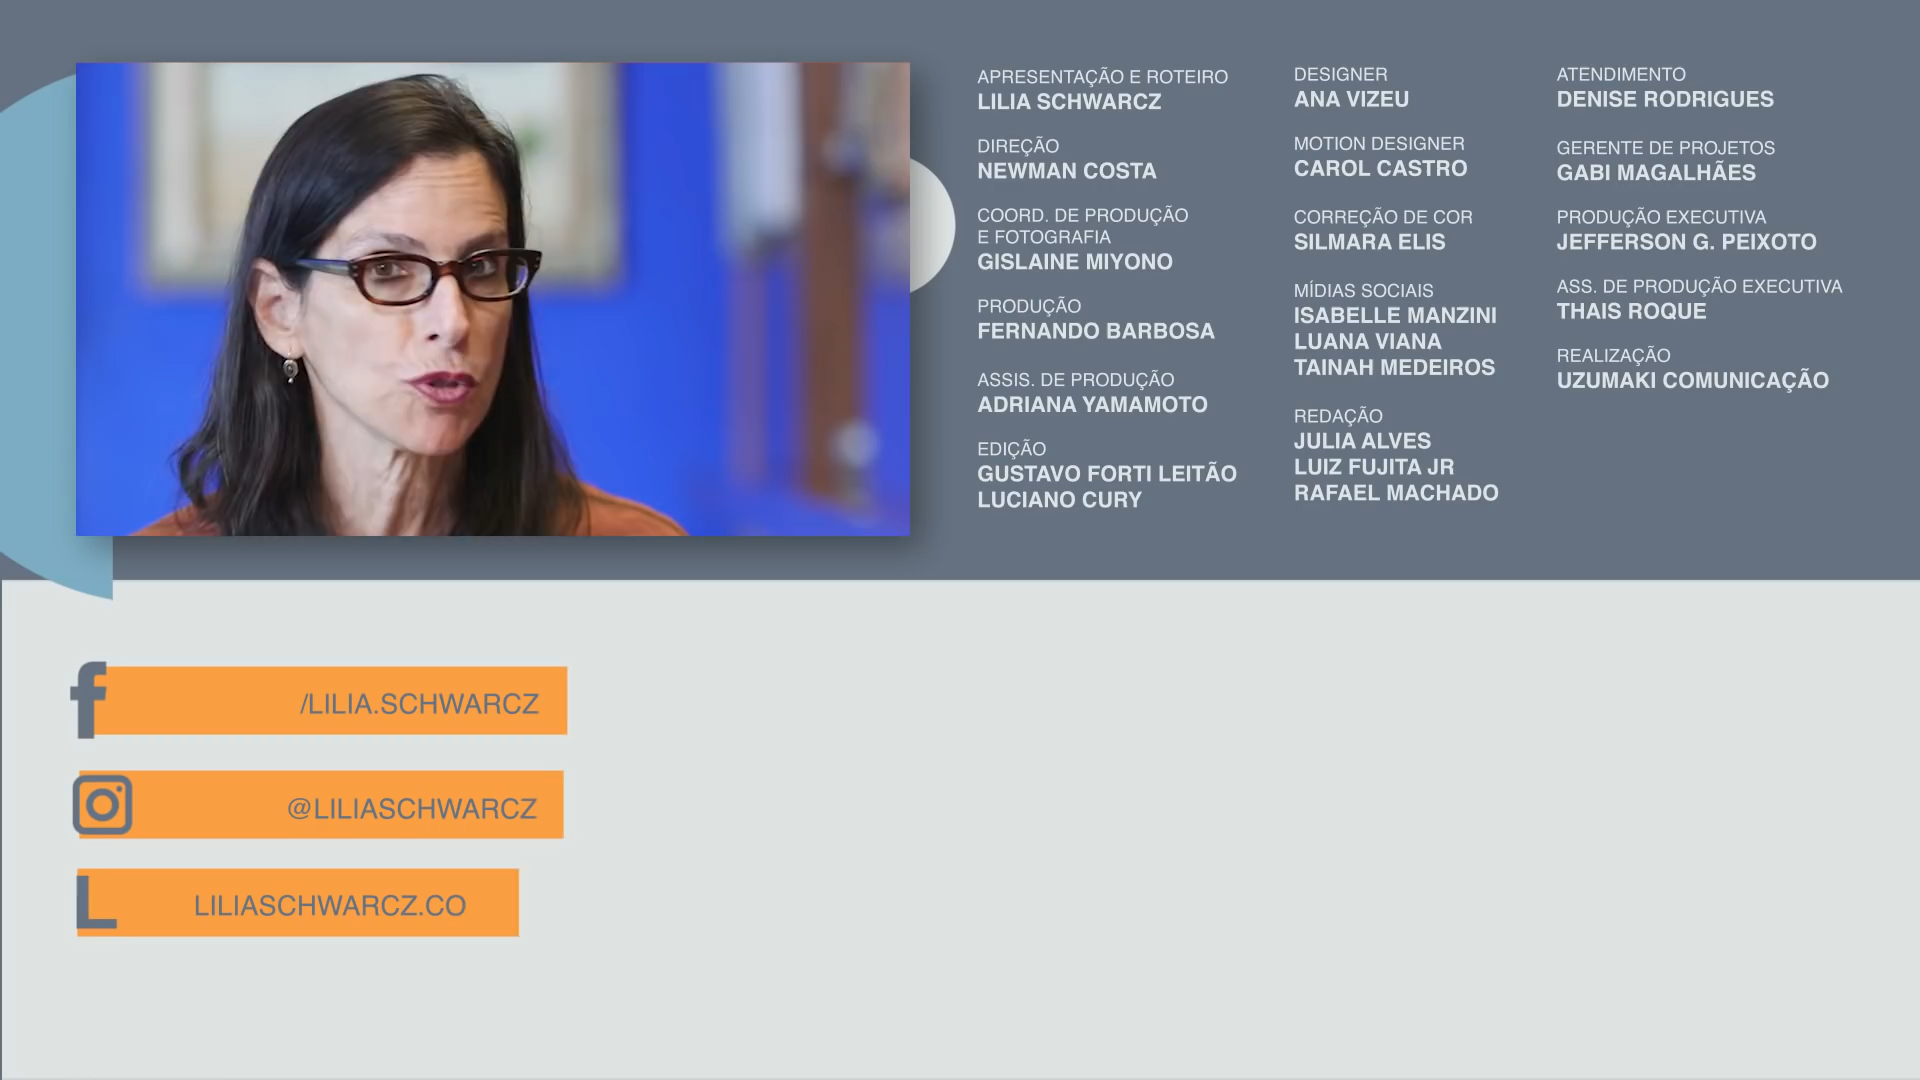 APRESENTAÇÃO E ROTEIRO
LILIA SCHWARCZ
DIREÇÃO
NEWMAN COSTA
COORD. DE PRODUÇÃO
E FOTOGRAFIA
GISLAINE MIYONO
PRODUÇÃO
FERNANDO BARBOSA
ASSIS. DE PRODUÇÃO
ADRIANA YAMAMOTO
EDIÇÃO
GUSTAVO FORTI LEITÃO
LUCIANO CURY
DESIGNER
ANA VIZEU
MOTION DESIGNER
CAROL CASTRO
CORREÇÃO DE COR
SILMARA ELIS
MÍDIAS SOCIAIS
ISABELLE MANZINI
LUANA VIANA
TAINAH MEDEIROS
REDAÇÃO
JULIA ALVES
LUIZ FUJITA JR
RAFAEL MACHADO
ATENDIMENTO
DENISE RODRIGUES
GERENTE DE PROJETOS
GABI MAGALHÃES
PRODUÇÃO EXECUTIVA
JEFFERSON G. PEIXOTO
ASS. DE PRODUÇÃO EXECUTIVA
THAIS ROQUE
REALIZAÇÃO
UZUMAKI COMUNICAÇÃO
f /LILIA.SCHWARCZ
@LILIASCHWARCZ
L LILIASCHWARCZ.CO